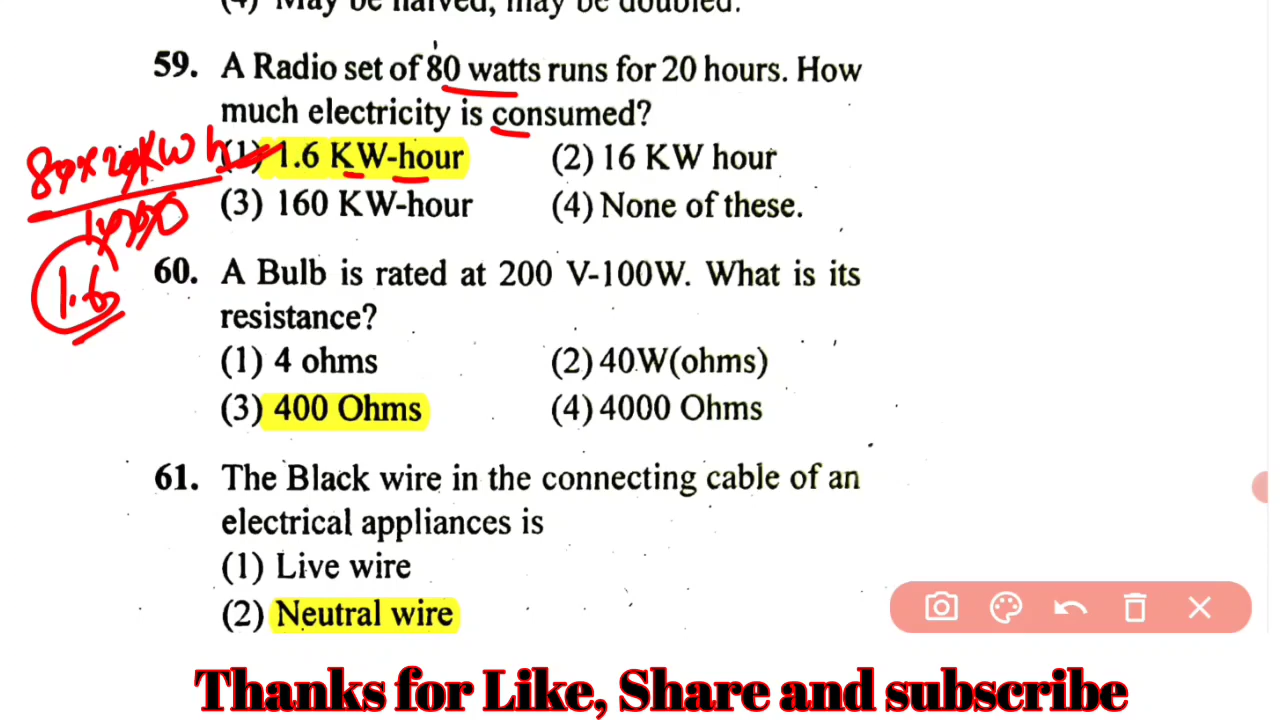 (4) May be halved, may be doubled.
59. A Radio set of 80 watts runs for 20 hours. How
much electricity is consumed?
(1) 1.6 KW-hour (2) 16 KW hour
(3) 160 KW-hour (4) None of these.
80×20 KW h
1000
1.6
60. A Bulb is rated at 200 V-100W. What is its
resistance?
(1) 4 ohms (2) 40W(ohms)
(3) 400 Ohms (4) 4000 Ohms
61. The Black wire in the connecting cable of an
electrical appliances is
(1) Live wire
(2) Neutral wire
Thanks for Like, Share and subscribe